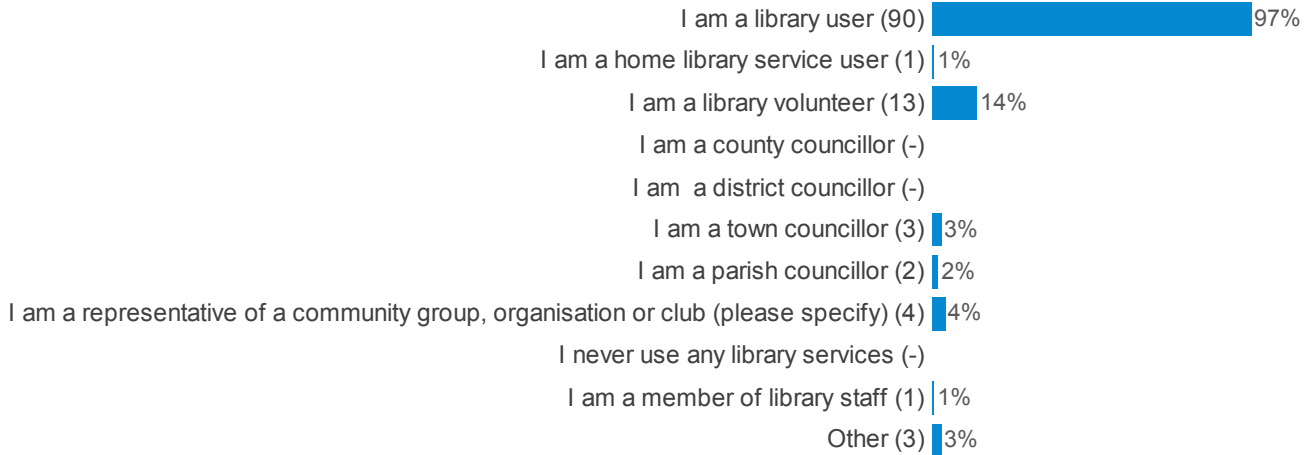 I am a library user (90) 97%
I am a home library service user (1) 1%
I am a library volunteer (13) 14%
I am a county councillor (-)
I am  a district councillor (-)
I am a town councillor (3) 3%
I am a parish councillor (2) 2%
I am a representative of a community group, organisation or club (please specify) (4) 4%
I never use any library services (-)
I am a member of library staff (1) 1%
Other (3) 3%